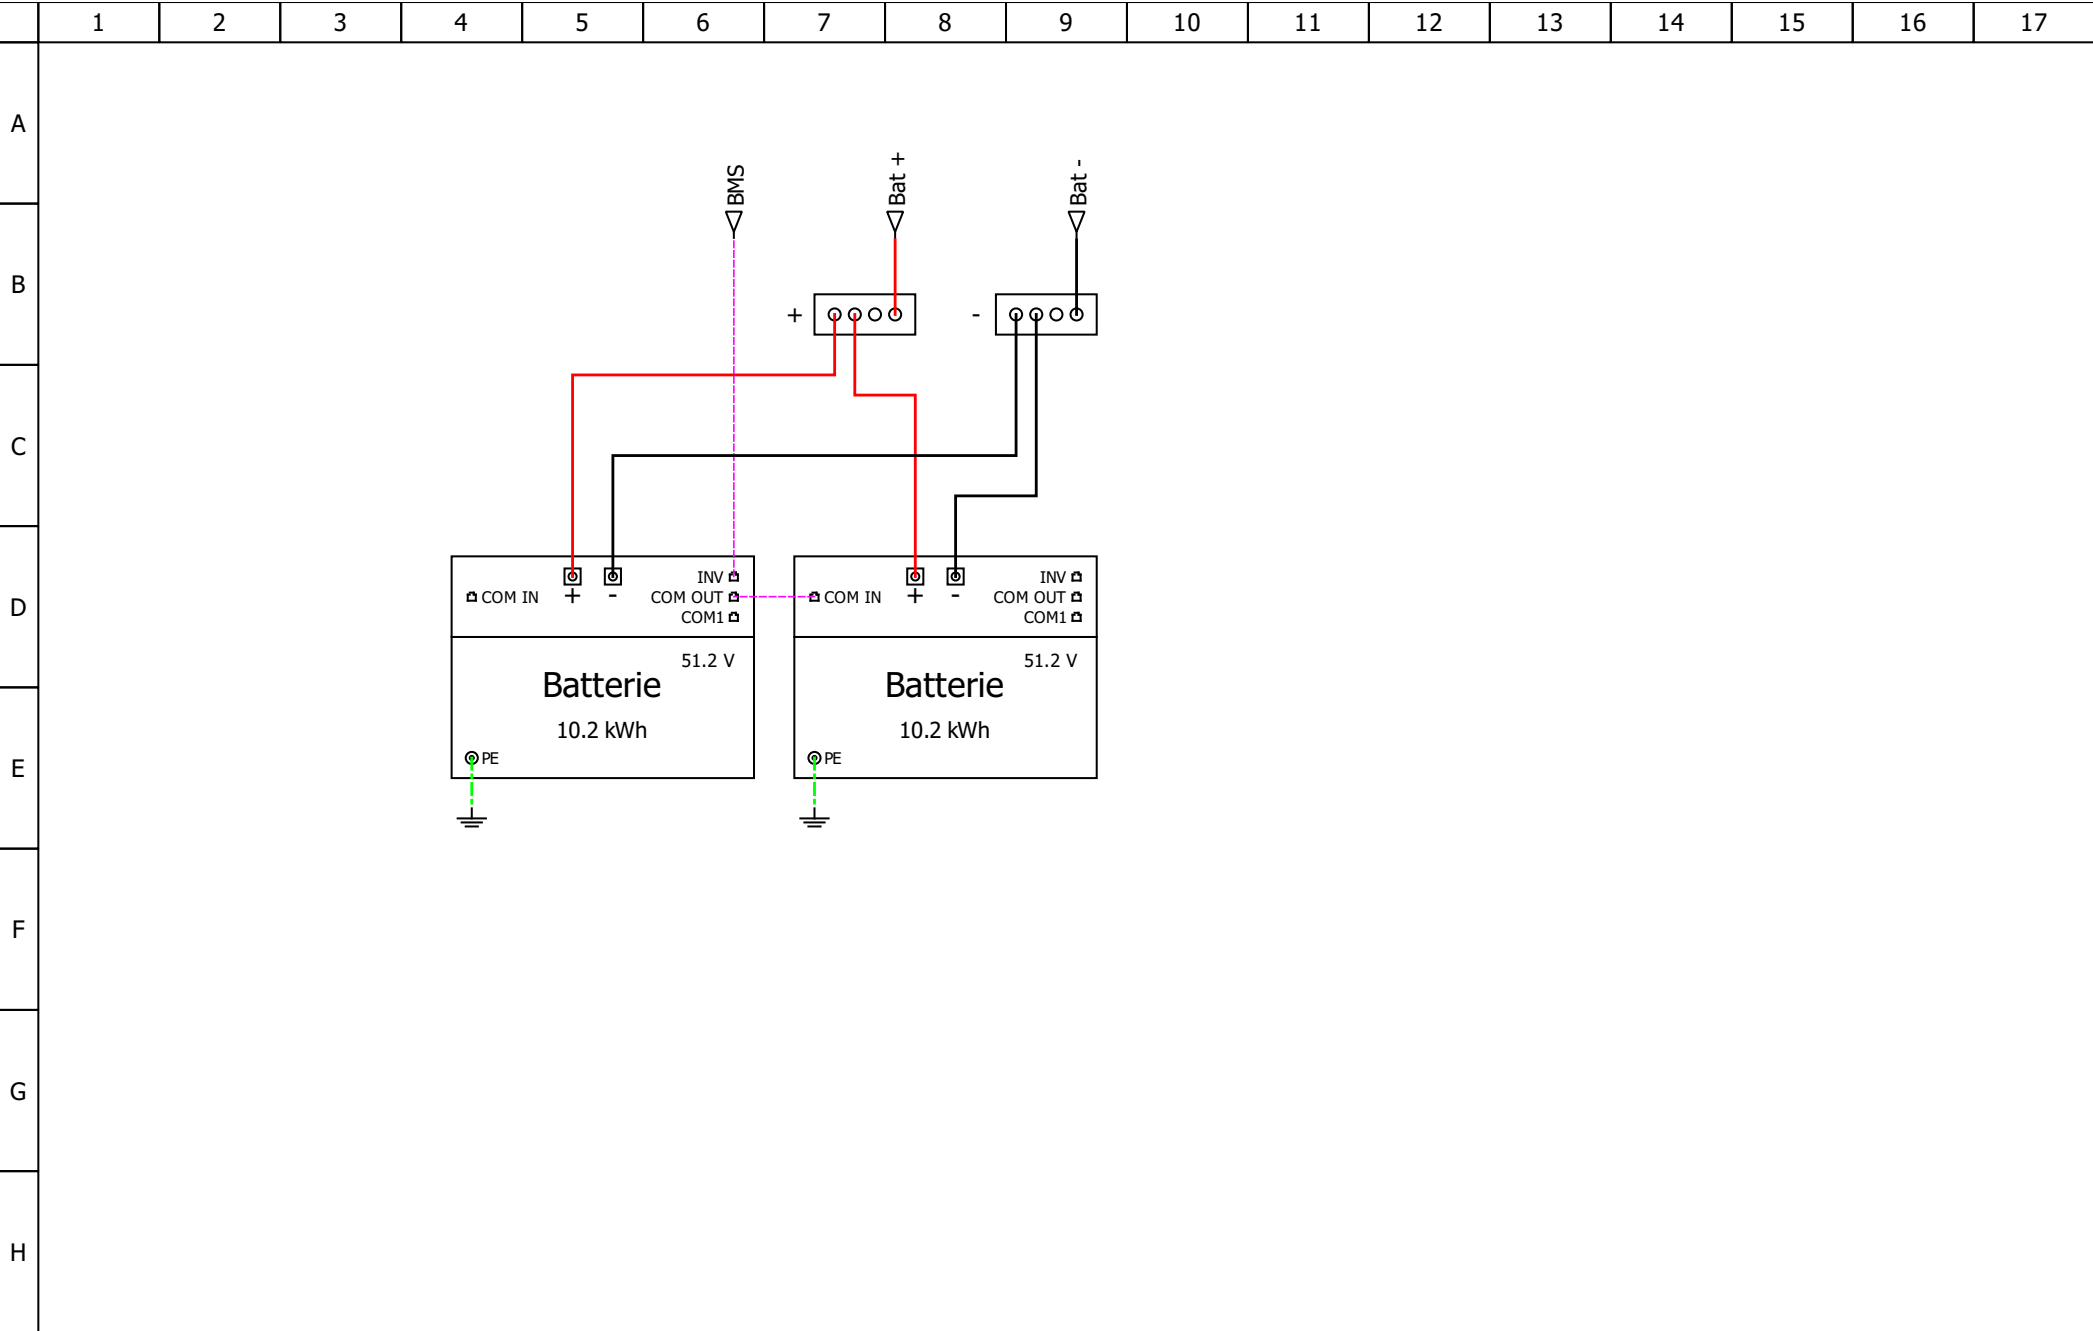 1 2 3 4 5 6 7 8 9 10 11 12 13 14 15 16 17
A
BMS Bat + Bat -
B
+ -
C
INV INV
COM IN + - COM OUT COM IN + - COM OUT
D
COM1 COM1
51.2 V 51.2 V
Batterie Batterie
10.2 kWh 10.2 kWh
PE PE
E
F
G
H